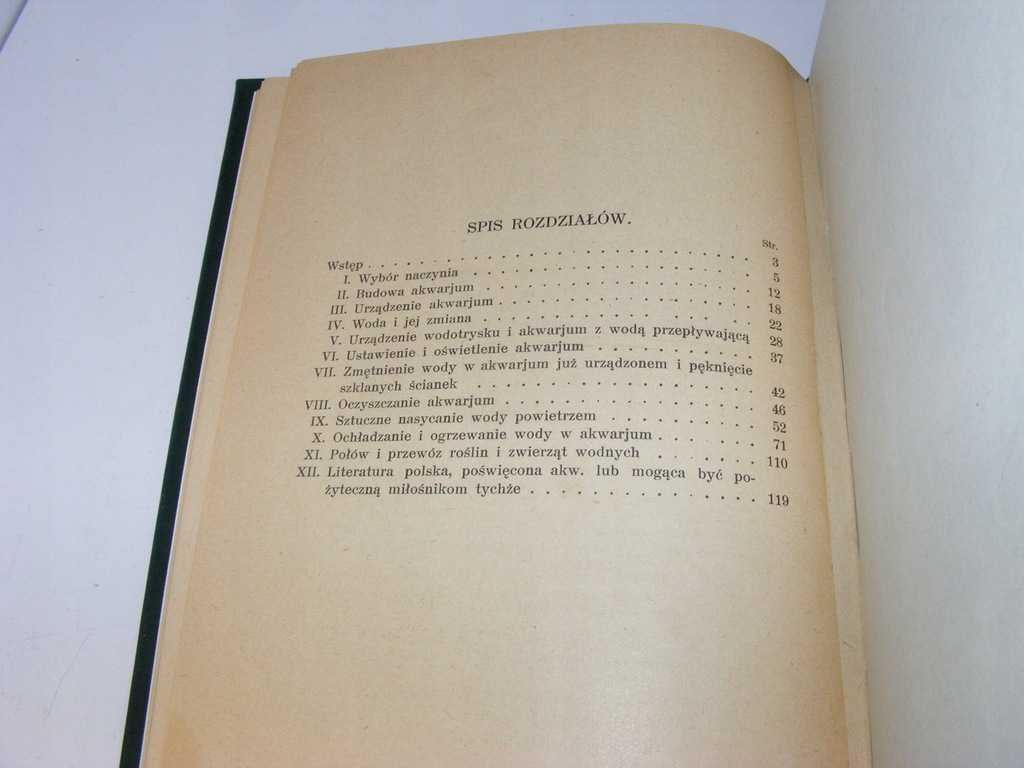 SPIS ROZDZIAŁÓW.
Str.
Wstęp . . . . . . . . . . . . . . . . . . . . 3
I. Wybór naczynia . . . . . . . . . . . . . . . 5
II. Budowa akwarjum . . . . . . . . . . . . . . . 12
III. Urządzenie akwarjum . . . . . . . . . . . . . . 18
IV. Woda i jej zmiana . . . . . . . . . . . . . . 22
V. Urządzenie wodotrysku i akwarjum z wodą przepływającą 28
VI. Ustawienie i oświetlenie akwarjum . . . . . . . . . . 37
VII. Zmętnienie wody w akwarjum już urządzonem i pęknięcie
szklanych ścianek . . . . . . . . . . . . . . . 42
VIII. Oczyszczanie akwarjum . . . . . . . . . . . . . . 46
IX. Sztuczne nasycanie wody powietrzem . . . . . . . . . 52
X. Ochładzanie i ogrzewanie wody w akwarjum . . . . . . . 71
XI. Połów i przewóz roślin i zwierząt wodnych . . . . . . . 110
XII. Literatura polska, poświęcona akw. lub mogąca być po-
żyteczną miłośnikom tychże . . . . . . . . . . . . . 119